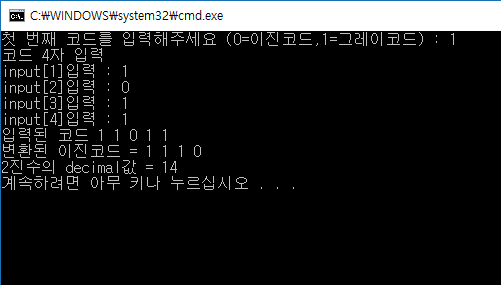 C:₩WINDOWS₩system32₩cmd.exe
첫 번째 코드를 입력해주세요 (0=이진코드,1=그레이코드) : 1
코드 4자 입력
input[1]입력 : 1
input[2]입력 : 0
input[3]입력 : 1
input[4]입력 : 1
입력된 코드 1 1 0 1 1
변환된 이진코드 = 1 1 1 0
2진수의 decimal값 = 14
계속하려면 아무 키나 누르십시오 . . .